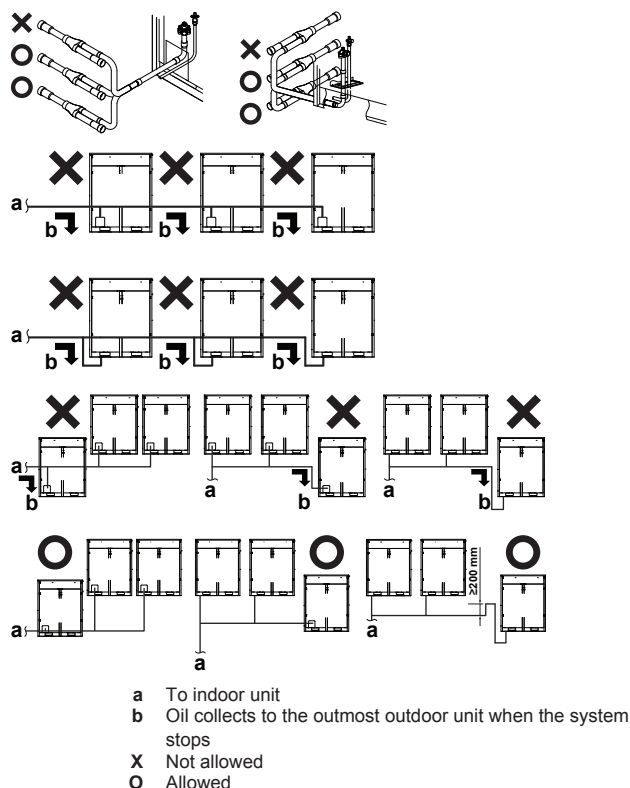 a
b
b
b
a
b
b
b
a
b
a
b
a
b
a
a
≥200 mm
a
a To indoor unit
b Oil collects to the outmost outdoor unit when the system
stops
X Not allowed
O Allowed